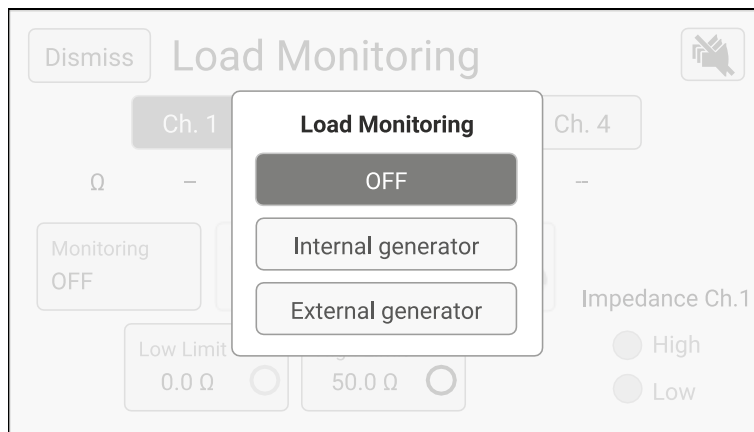 Dismiss
Load Monitoring
Ch. 1
Ch. 4
Load Monitoring
OFF
Internal generator
External generator
Ω
–
--
Monitoring
OFF
Impedance Ch.1
Low Limit
0.0 Ω
50.0 Ω
High
Low